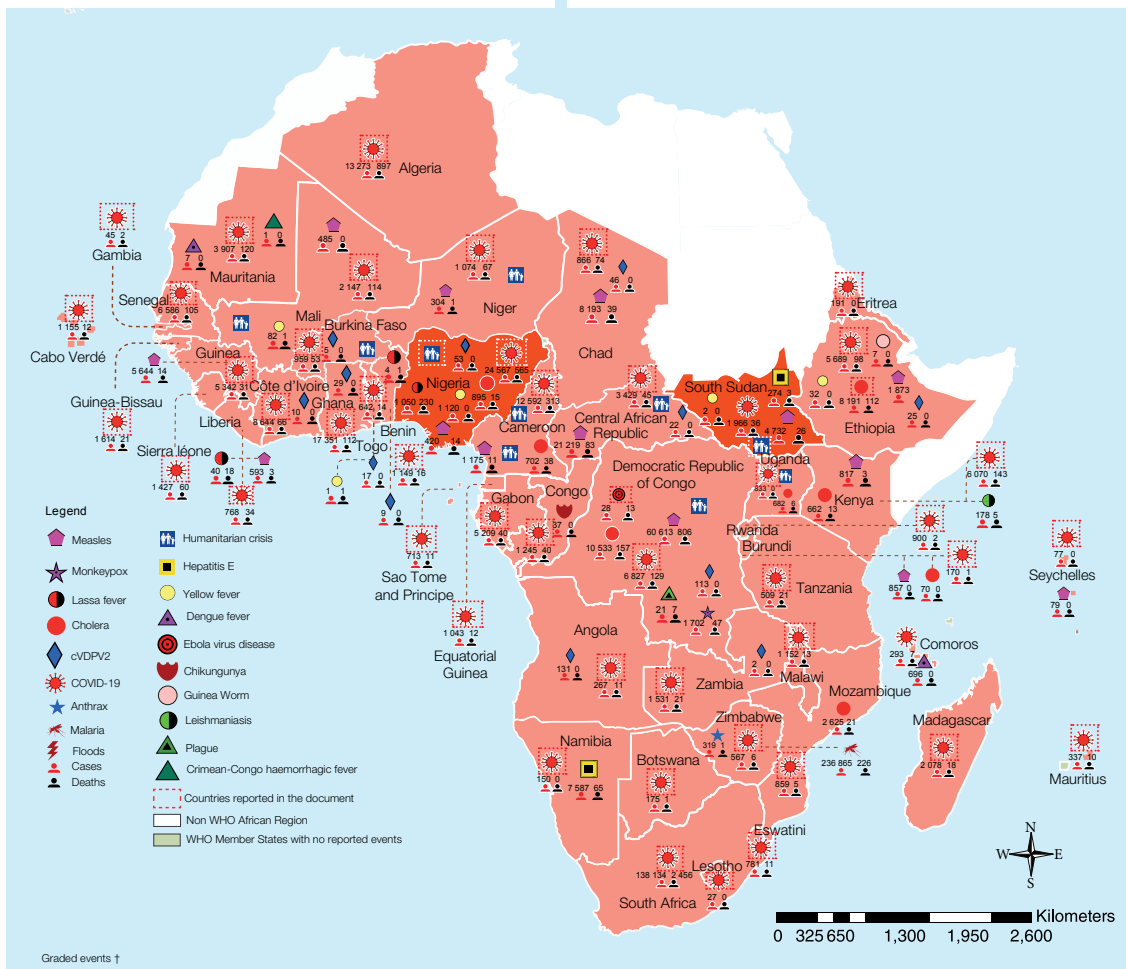 13 273 897
Algeria
45 2
Gambia
3 907 120
1 0
7 0
Mauritania
485 0
2 147 114
1 074 67
304 1
Niger
866 74
46 0
8 193 39
Chad
Senegal
6 586 105
1 155 12
Cabo Verdé
Mali
82 1
Burkina Faso
959 53
5 0
4 1
53 0
24 567 565
Nigeria
1 050 230
1 120 0
895 15
420 14
191 0
Eritrea
5 689 98
7 0
32 0
8 191 112
1 873 4
25 0
Ethiopia
South Sudan
274 3
2 0
1 966 36
4 732 26
Guinea
5 644 14
5 342 31
Guinea-Bissau
1 614 21
Côte d'Ivoire
8 644 66
10 0
29 0
Ghana
17 351 112
642 14
Benin
Togo
1 149 16
17 0
9 0
1 1
Liberia
Sierra léone
1 427 60
40 18
593 3
768 34
12 592 313
Cameroon
1 175 11
702 38
3 429 45
22 0
Central African
Republic
21 219 83
Democratic Republic
of Congo
28 13
60 613 806
10 533 157
6 827 129
113 0
21 7
1 702 47
Uganda
833 0
682 6
817 3
662 13
Kenya
6 070 143
178 5
Rwanda
900 2
Burundi
170 1
857 0
70 0
77 0
Seychelles
79 0
Gabon
5 209 40
Congo
37 0
1 245 40
713 11
Sao Tome
and Principe
1 043 12
Equatorial
Guinea
509 21
Tanzania
Angola
131 0
267 11
2 0
1 152 13
Malawi
Zambia
1 531 21
Comoros
293 7
696 0
Mozambique
2 625 21
Madagascar
2 078 18
337 10
Mauritius
Zimbabwe
319 1
567 6
236 865 226
859 5
Namibia
150 0
7 587 65
Botswana
175 1
Eswatini
781 11
Lesotho
27 0
138 134 2 456
South Africa
Legend
Measles
Monkeypox
Lassa fever
Cholera
cVDPV2
COVID-19
Anthrax
Malaria
Floods
Cases
Deaths
Humanitarian crisis
Hepatitis E
Yellow fever
Dengue fever
Ebola virus disease
Chikungunya
Guinea Worm
Leishmaniasis
Plague
Crimean-Congo haemorrhagic fever
Countries reported in the document
Non WHO African Region
WHO Member States with no reported events
N
W E
S
Kilometers
0 325 650 1,300 1,950 2,600
Graded events †